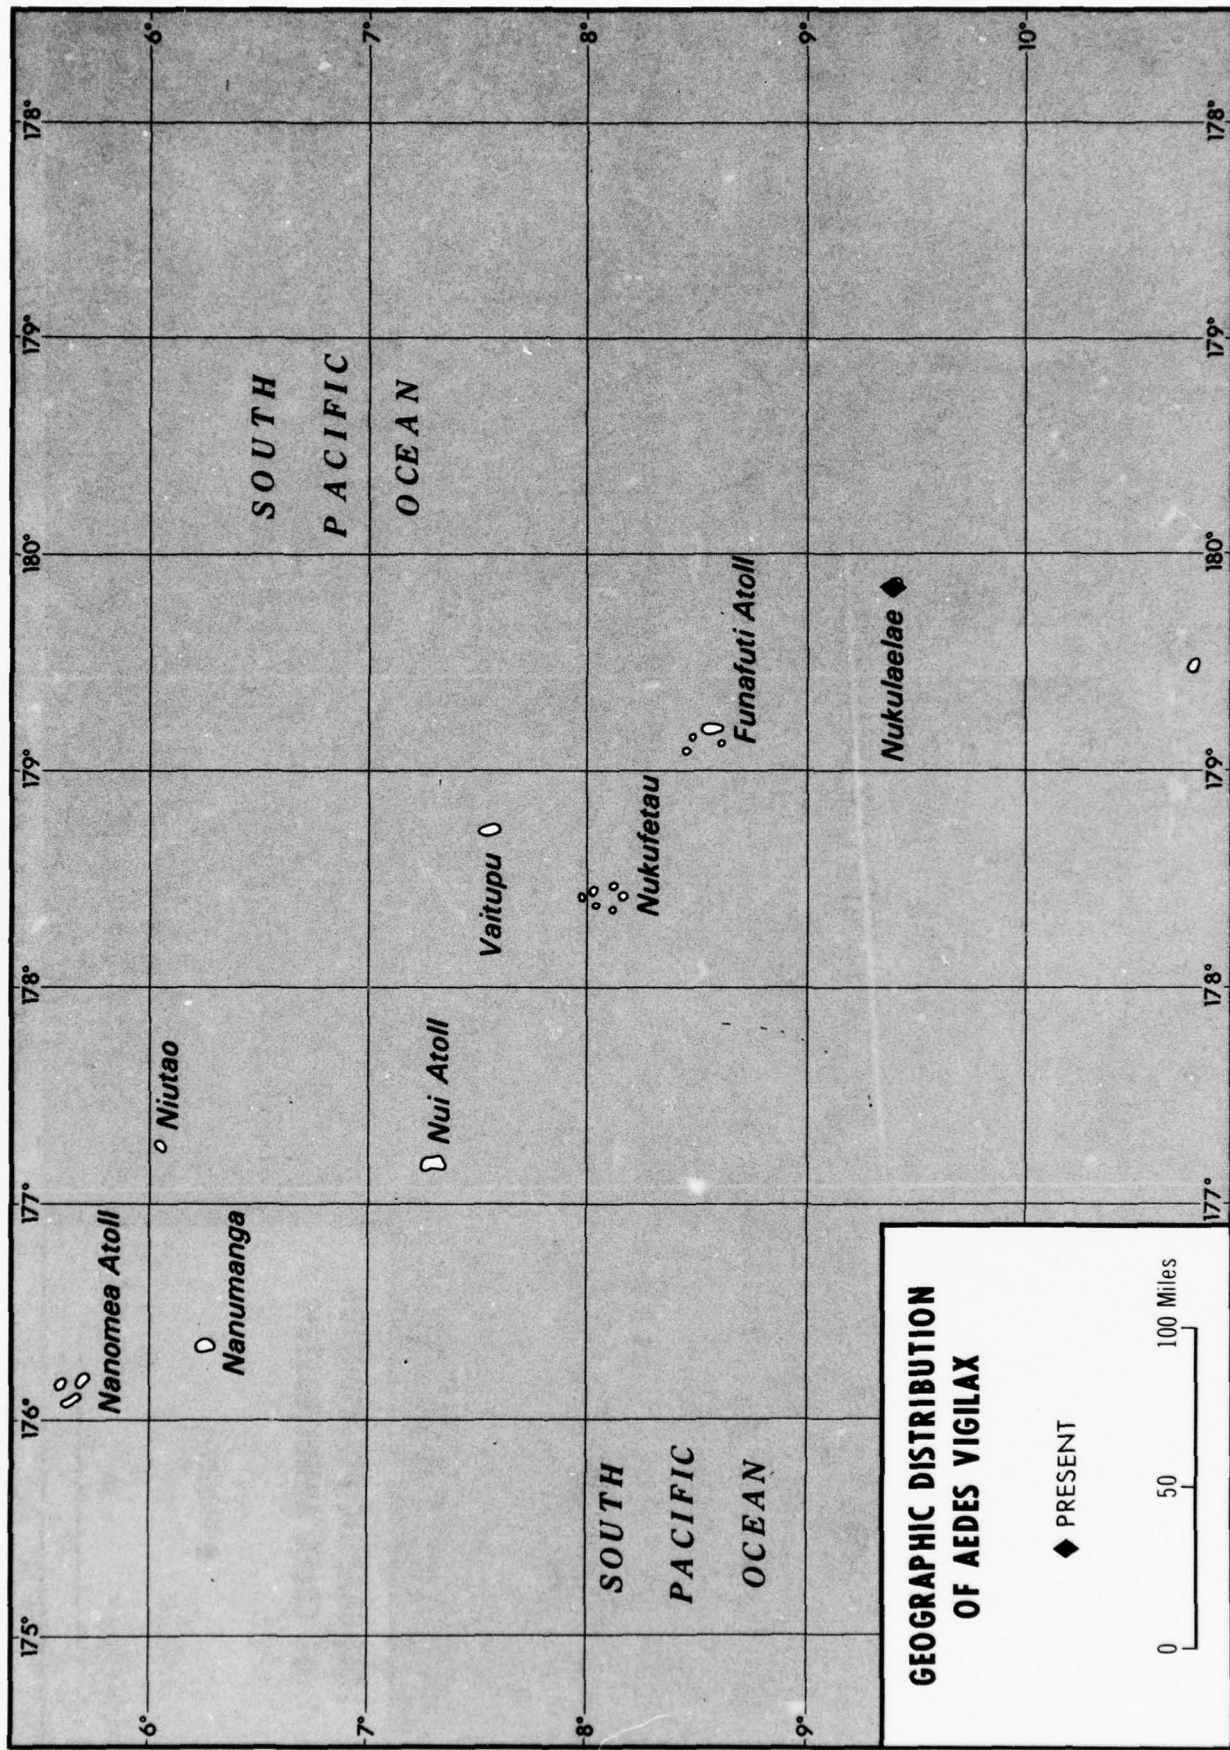 175°
176°
177°
178°
179°
180°
179°
178°
6°
6°
7°
7°
8°
8°
9°
9°
10°
Nanomea Atoll
Niutao
Nanumanga
SOUTH
PACIFIC
OCEAN
Nui Atoll
Vaitupu
Nukufetau
Funafuti Atoll
SOUTH
PACIFIC
OCEAN
Nukulaelae
GEOGRAPHIC DISTRIBUTION
OF AEDES VIGILAX
◆ PRESENT
0 50 100 Miles
177°
178°
179°
180°
179°
178°